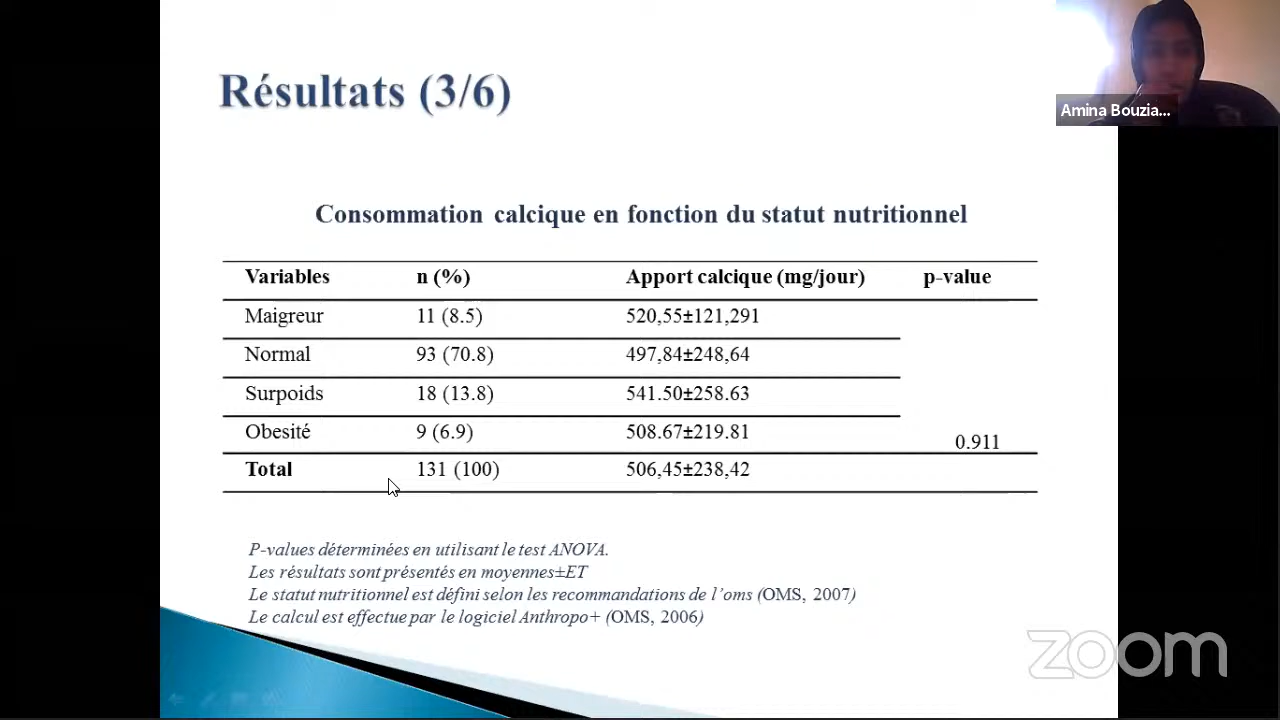 Résultats (3/6)
Amina Bouzia...
Consommation calcique en fonction du statut nutritionnel
Variables n (%) Apport calcique (mg/jour) p-value
Maigreur 11 (8.5) 520,55±121,291
Normal 93 (70.8) 497,84±248,64
Surpoids 18 (13.8) 541.50±258.63
Obesité 9 (6.9) 508.67±219.81
0.911
Total 131 (100) 506,45±238,42
P-values déterminées en utilisant le test ANOVA.
Les résultats sont présentés en moyennes±ET
Le statut nutritionnel est défini selon les recommandations de l’oms (OMS, 2007)
Le calcul est effectue par le logiciel Anthropo+ (OMS, 2006)
zoom